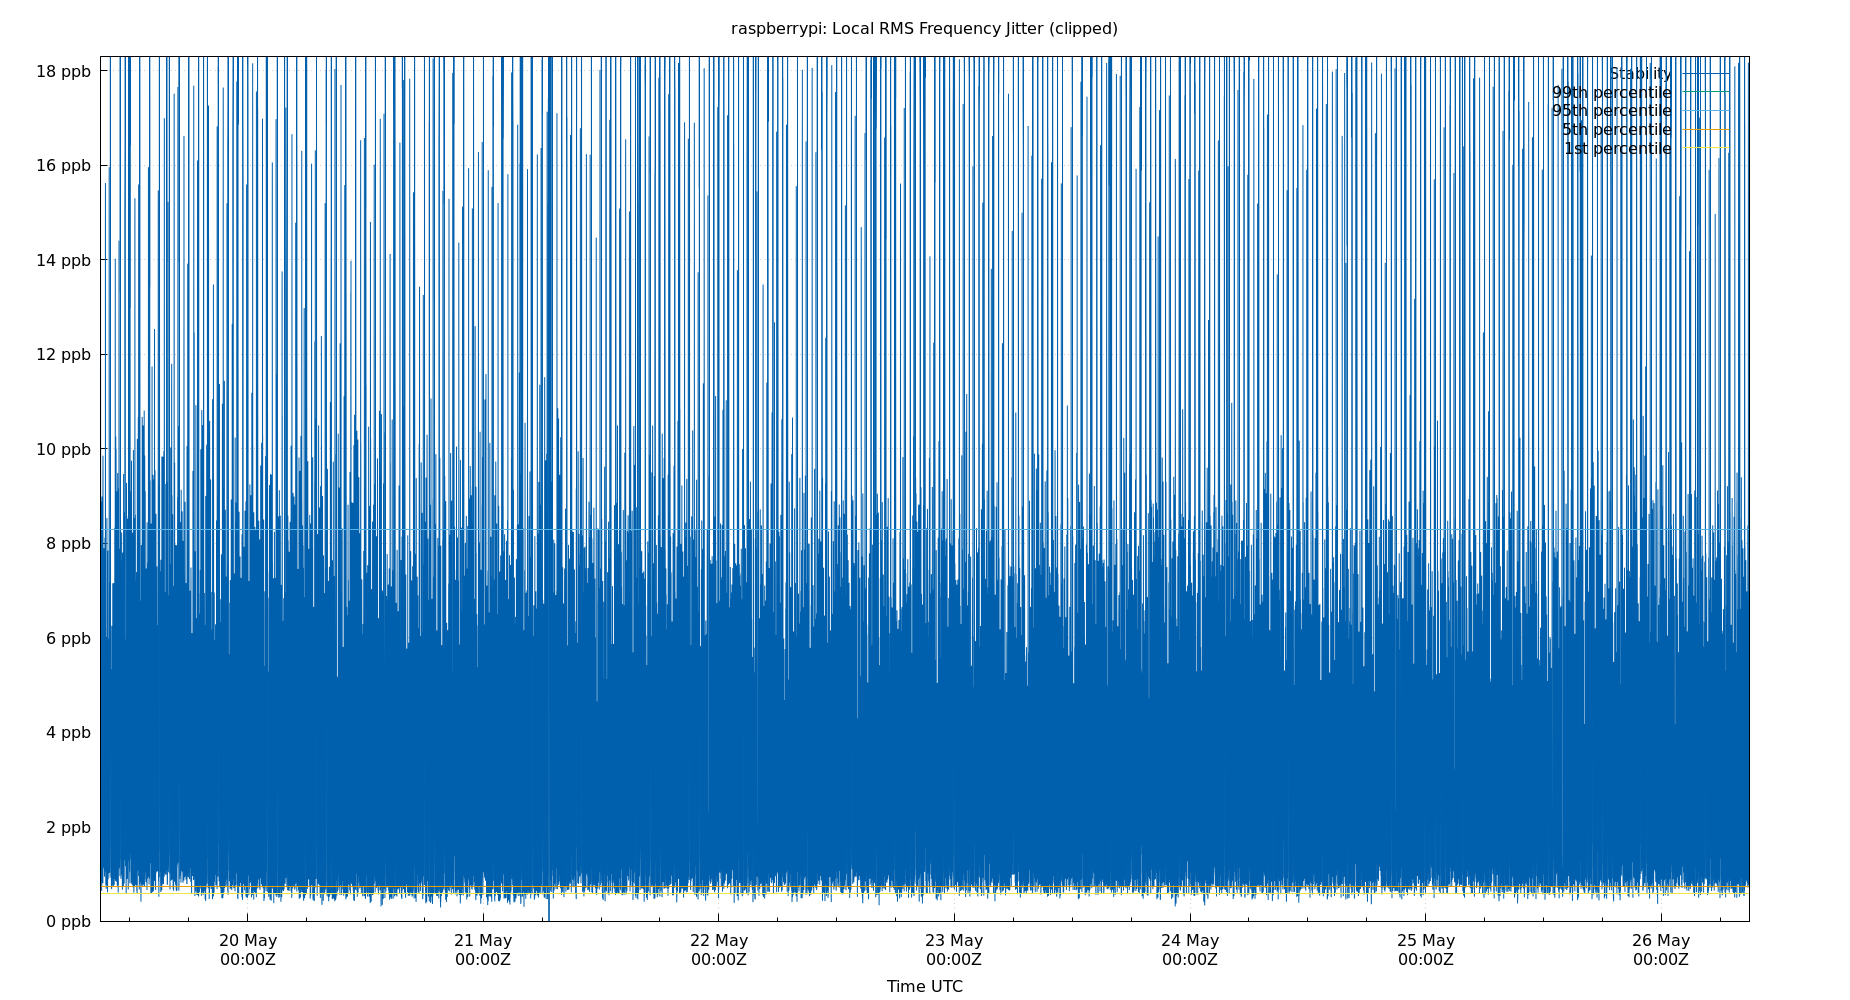 raspberrypi: Local RMS Frequency Jitter (clipped)
18 ppb
16 ppb
14 ppb
12 ppb
10 ppb
8 ppb
6 ppb
4 ppb
2 ppb
0 ppb
Stability
99th percentile
95th percentile
5th percentile
1st percentile
20 May
00:00Z
21 May
00:00Z
22 May
00:00Z
23 May
00:00Z
24 May
00:00Z
25 May
00:00Z
26 May
00:00Z
Time UTC